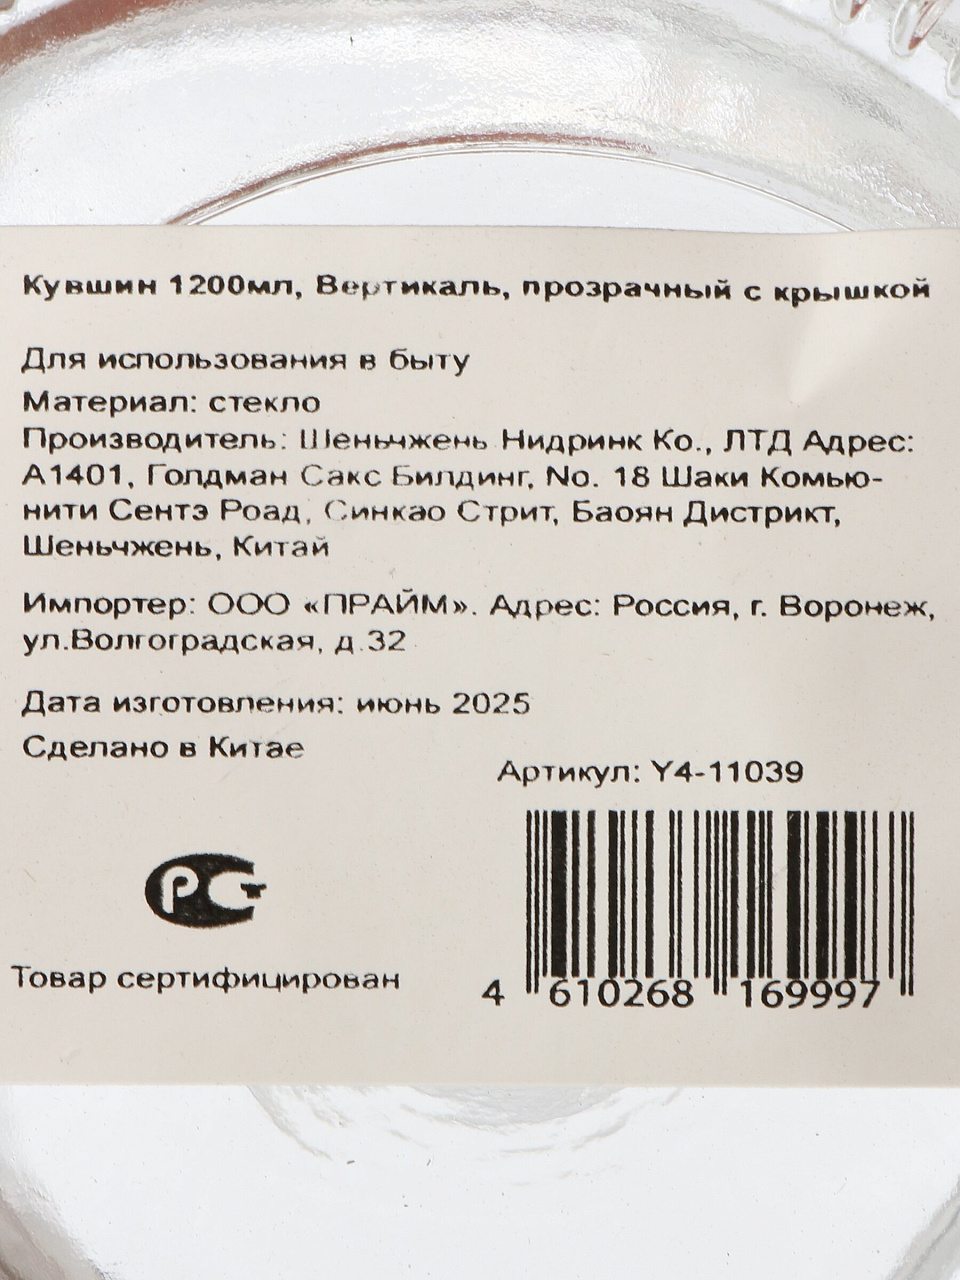 Кувшин 1200мл, Вертикаль, прозрачный с крышкой
Для использования в быту
Материал: стекло
Производитель: Шеньчжень Нидринк Ко., ЛТД Адрес:
А1401, Голдман Сакс Билдинг, No. 18 Шаки Комью-
нити Сентэ Роад, Синкао Стрит, Баоян Дистрикт,
Шеньчжень, Китай
Импортер: ООО «ПРАЙМ». Адрес: Россия, г. Воронеж,
ул.Волгоградская, д.32
Дата изготовления: июнь 2025
Сделано в Китае
Артикул: Y4-11039
РСТ
Товар сертифицирован
4 610268 169997